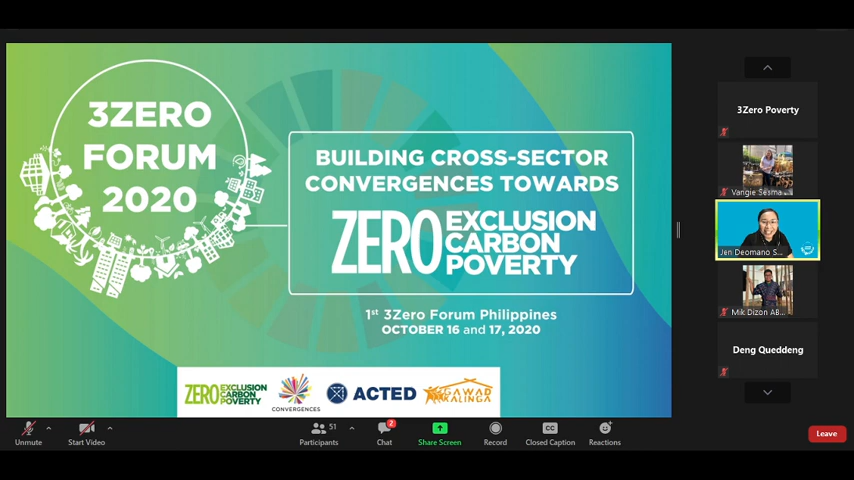 3ZERO
FORUM
2020
BUILDING CROSS-SECTOR
CONVERGENCES TOWARDS
ZERO EXCLUSION
CARBON
POVERTY
1st 3Zero Forum Philippines
OCTOBER 16 and 17, 2020
ZERO EXCLUSION
CARBON
POVERTY
CONVERGENCES
ACTED
GAWAD
KALINGA
3Zero Poverty
Vangie Sesma...
Jen Deomano S...
Mik Dizon AB...
Deng Queddeng
Unmute
Start Video
Participants 51
Chat 2
Share Screen
Record
CC
Closed Caption
Reactions
Leave